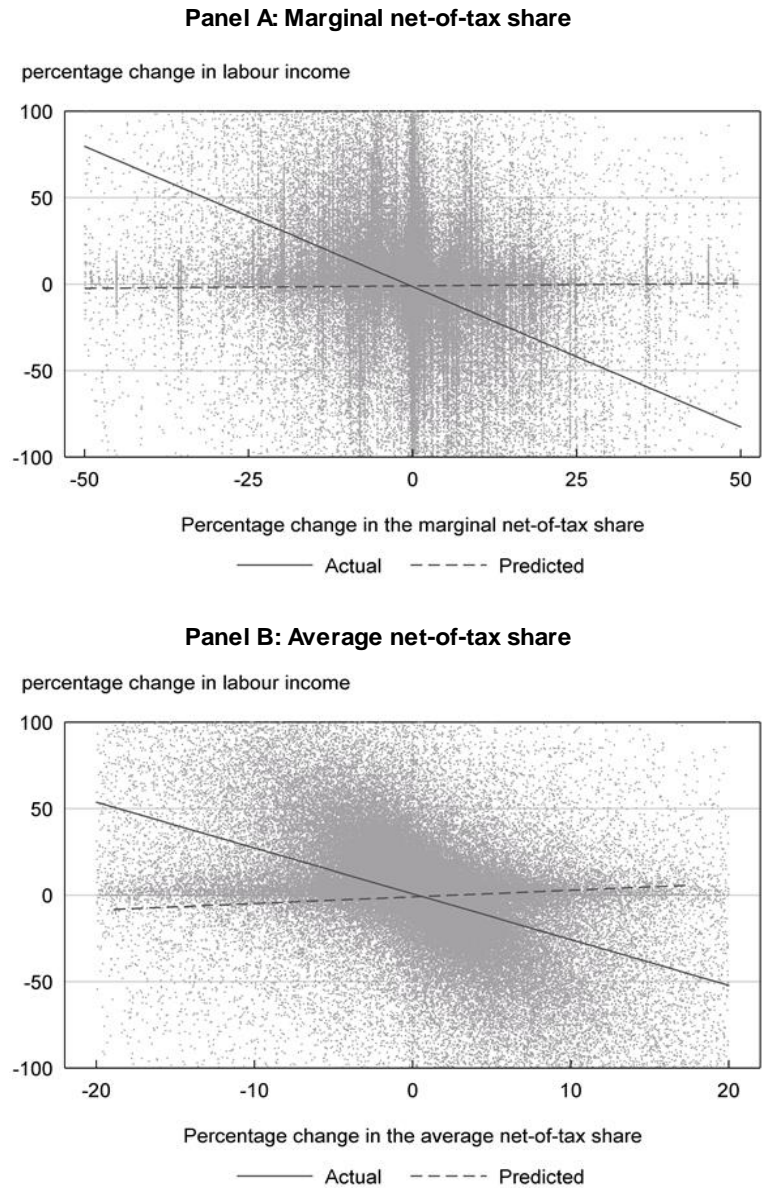 Panel A: Marginal net-of-tax share
percentage change in labour income
100
50
0
-50
-100
-50 -25 0 25 50
Percentage change in the marginal net-of-tax share
Actual Predicted
Panel B: Average net-of-tax share
percentage change in labour income
100
50
0
-50
-100
-20 -10 0 10 20
Percentage change in the average net-of-tax share
Actual Predicted